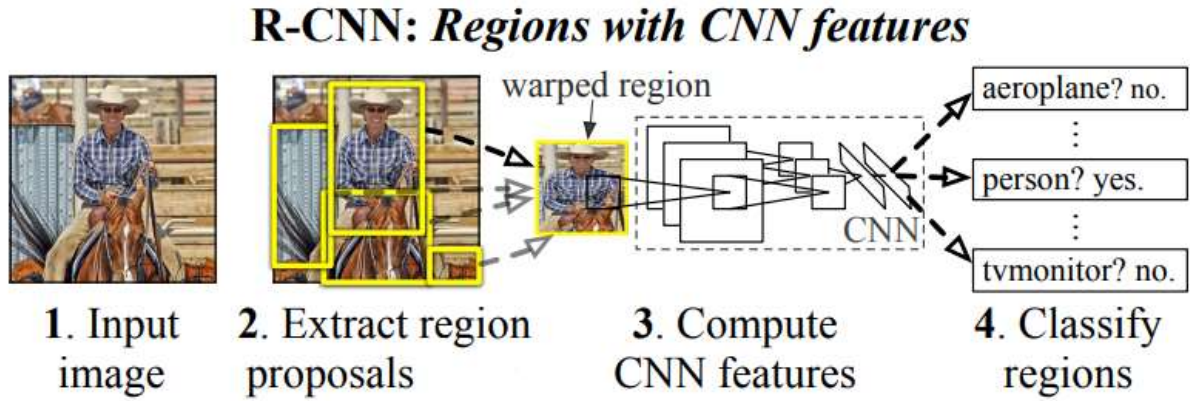 R-CNN: Regions with CNN features
warped region
aeroplane? no.
⋮
person? yes.
CNN
⋮
tvmonitor? no.
1. Input
image
2. Extract region
proposals
3. Compute
CNN features
4. Classify
regions